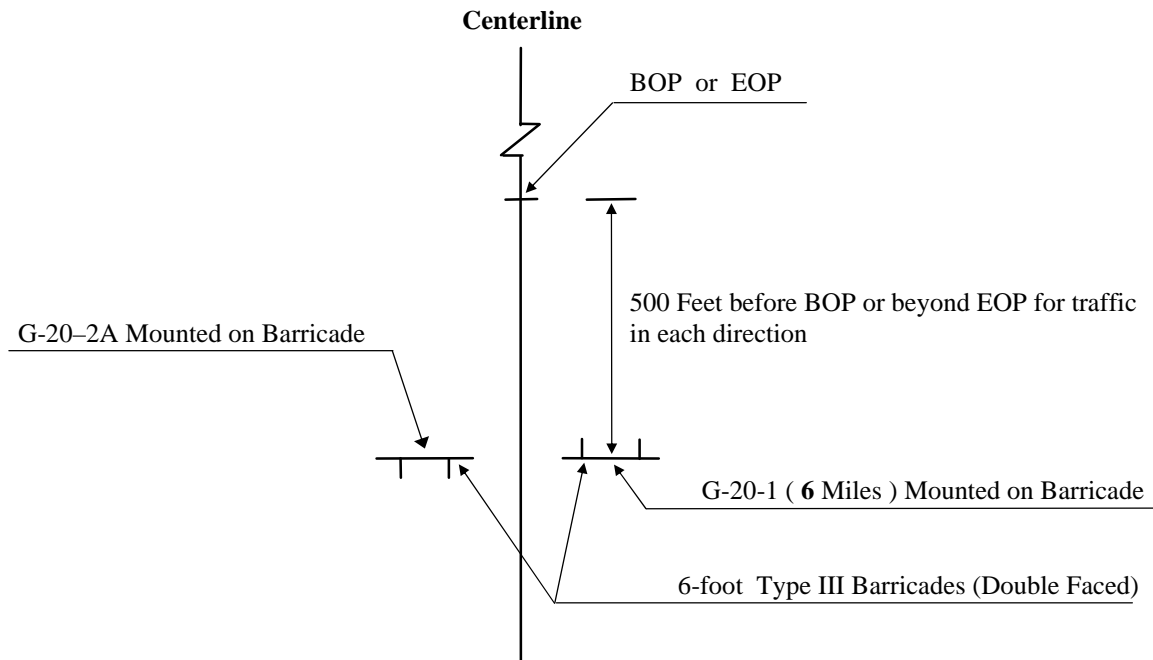 Centerline
BOP or EOP
500 Feet before BOP or beyond EOP for traffic
in each direction
G-20–2A Mounted on Barricade
G-20-1 ( 6 Miles ) Mounted on Barricade
6-foot Type III Barricades (Double Faced)